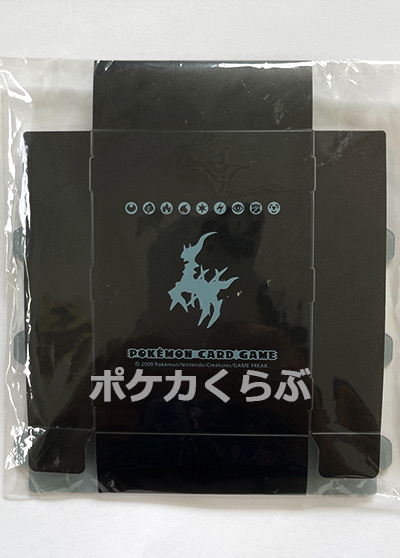 POKÉMON CARD GAME
© 2009 Pokémon/Nintendo/Creatures/GAME FREAK.
ポケカくらぶ